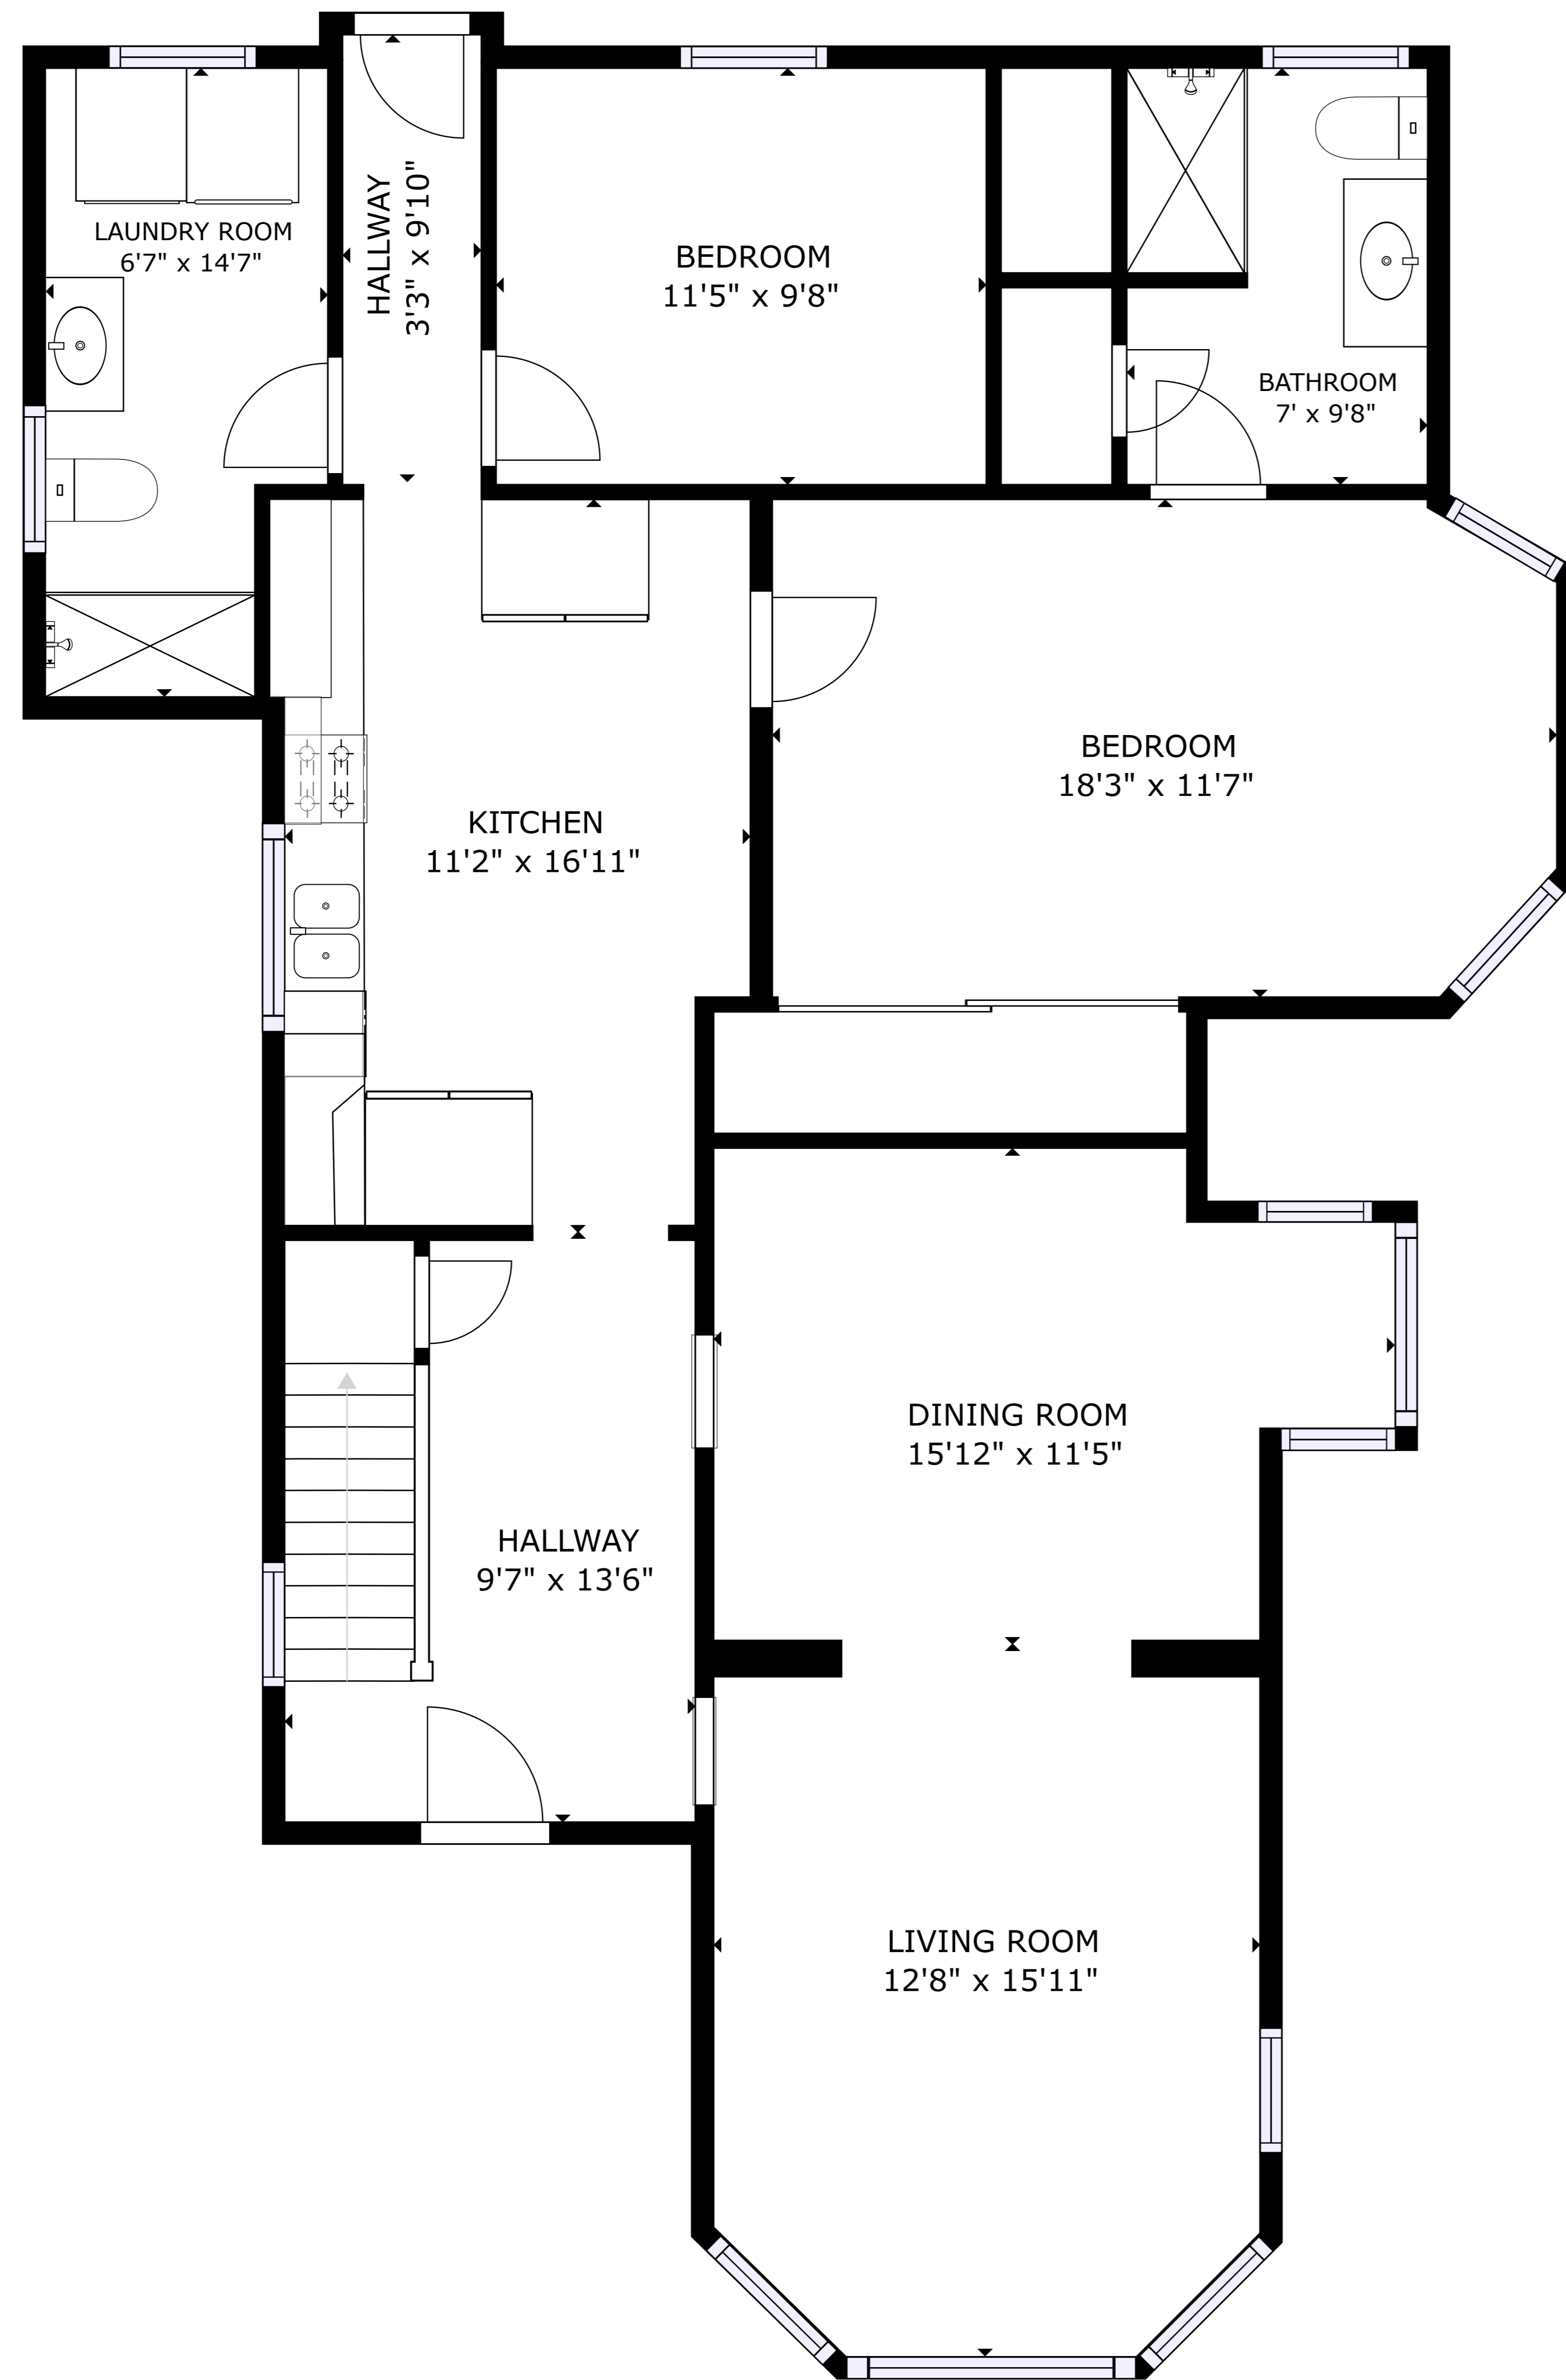 LAUNDRY ROOM
6'7" x 14'7"
HALLWAY
3'3" x 9'10"
BEDROOM
11'5" x 9'8"
BATHROOM
7' x 9'8"
BEDROOM
18'3" x 11'7"
KITCHEN
11'2" x 16'11"
DINING ROOM
15'12" x 11'5"
HALLWAY
9'7" x 13'6"
LIVING ROOM
12'8" x 15'11"